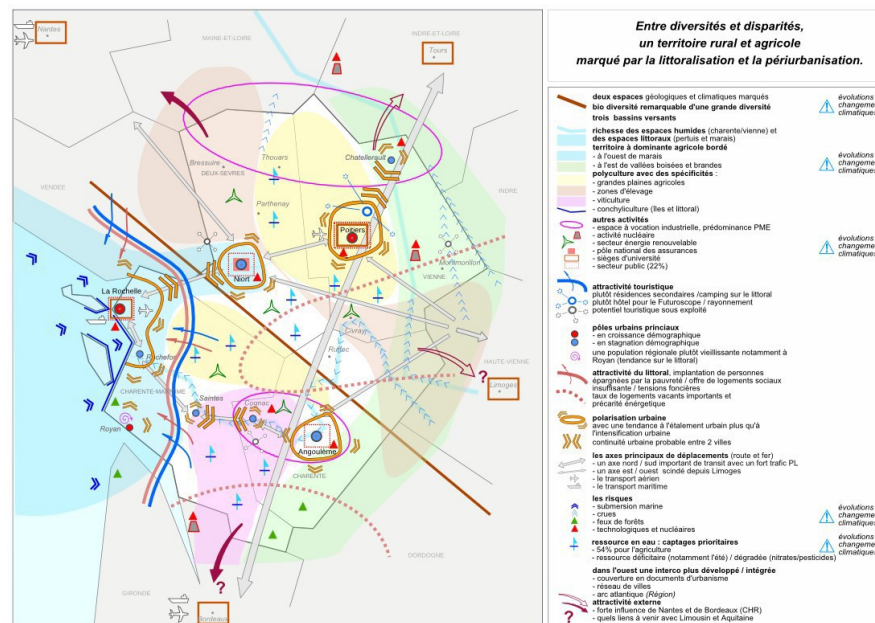 Entre diversités et disparités,
un territoire rural et agricole
marqué par la littoralisation et la périurbanisation.
Nantes
MAINE-ET-LOIRE
INDRE-ET-LOIRE
Tours
Bressuire
Thouars
DEUX-SEVRES
Chatellerault
VENDEE
INDRE
Parthenay
Poitiers
Niort
Montmorillon
VIENNE
La Rochelle
Civray
Rochefort
Ruffec
HAUTE-VIENNE
CHARENTE-MARITIME
Saintes
Cognac
?
Limoges
Royan
Angoulème
CHARENTE
DORDOGNE
GIRONDE
?
Bordeaux
deux espaces géologiques et climatiques marqués
bio diversité remarquable d'une grande diversité
trois bassins versants
évolutions
changeme
climatiques
richesse des espaces humides (charente/vienne) et
des espaces littoraux (pertuis et marais)
territoire à dominante agricole bordé
- à l'ouest de marais
- à l'est de vallées boisées et brandes
évolutions
changeme
climatiques
polyculture avec des spécificités :
- grandes plaines agricoles
- zones d'élevage
- viticulture
- conchyliculture (îles et littoral)
autres activités
- espace à vocation industrielle, prédominance PME
- activité nucléaire
- secteur énergie renouvelable
- pôle national des assurances
- sièges d'université
- secteur public (22%)
évolutions
changeme
climatiques
attractivité touristique
plutôt résidences secondaires /camping sur le littoral
plutôt hôtel pour le Futuroscope / rayonnement
potentiel touristique sous exploité
pôles urbains princiaux
- en croissance démographique
- en stagnation démographique
une population régionale plutôt vieillissante notamment à
Royan (tendance sur le littoral)
attractivité du littoral, implantation de personnes
épargnées par la pauvreté / offre de logements sociaux
insuffisante / tensions foncières
taux de logements vacants importants et
précarité énergétique
polarisation urbaine
avec une tendance à l'étalement urbain plus qu'à
l'intensification urbaine
continuité urbaine probable entre 2 villes
les axes principaux de déplacements (route et fer)
- un axe nord / sud important de transit avec un fort trafic PL
- un axe est / ouest scindé depuis Limoges
- le transport aérien
- le transport maritime
les risques
- submersion marine
- crues
- feux de forêts
- technologiques et nucléaires
évolutions
changeme
climatiques
ressource en eau : captages prioritaires
- 54% pour l'agriculture
- ressource déficitaire (notamment l'été) / dégradée (nitrates/pesticides)
évolutions
changeme
climatiques
dans l'ouest une interco plus développé / intégrée
- couverture en documents d'urbanisme
- réseau de villes
- arc atlantique (Région)
attractivité externe
- forte influence de Nantes et de Bordeaux (CHR)
- quels liens à venir avec Limousin et Aquitaine